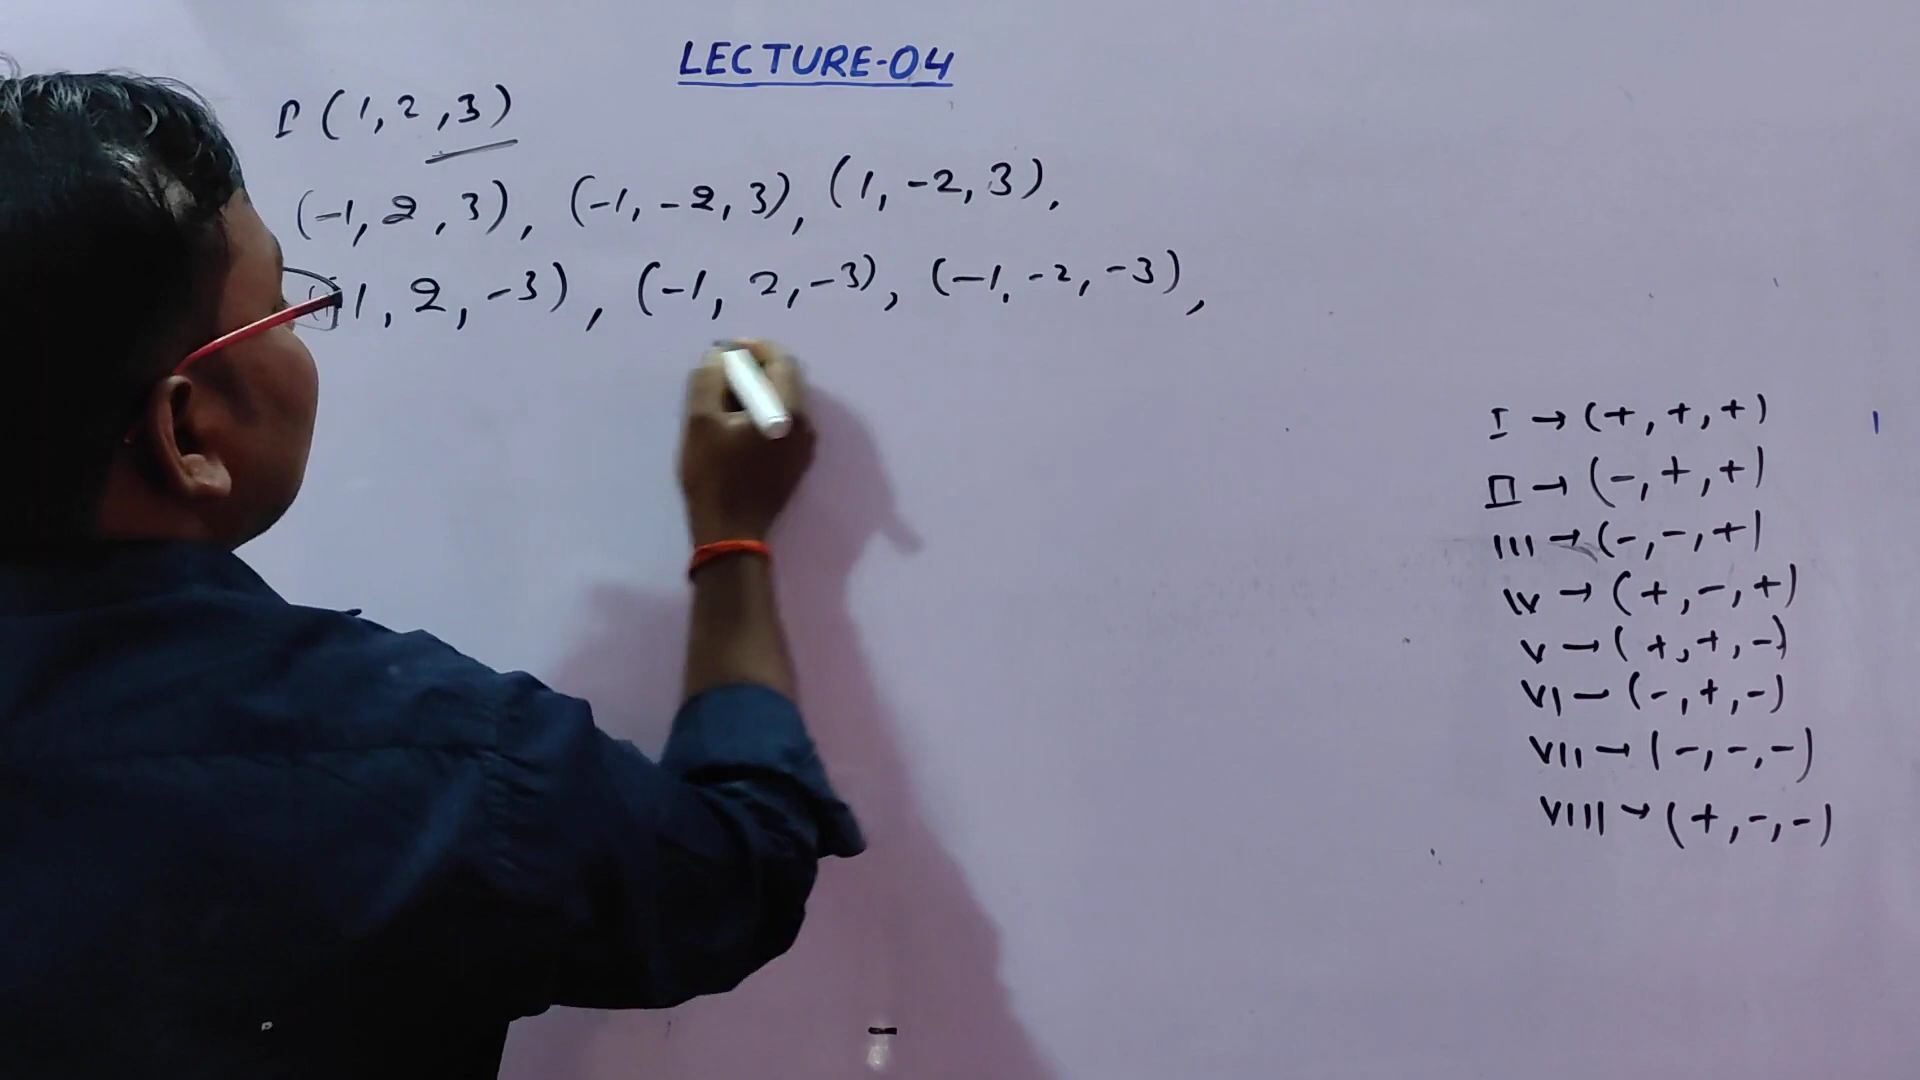 LECTURE-04
I (1, 2, 3)
(-1, 2, 3), (-1, -2, 3), (1, -2, 3),
1, 2, -3), (-1, 2, -3), (-1, -2, -3),
I → (+, +, +)
II → (-, +, +)
III → (-, -, +)
IV → (+, -, +)
V → (+, +, -)
VI — (-, +, -)
VII → (-, -, -)
VIII → (+, -, -)